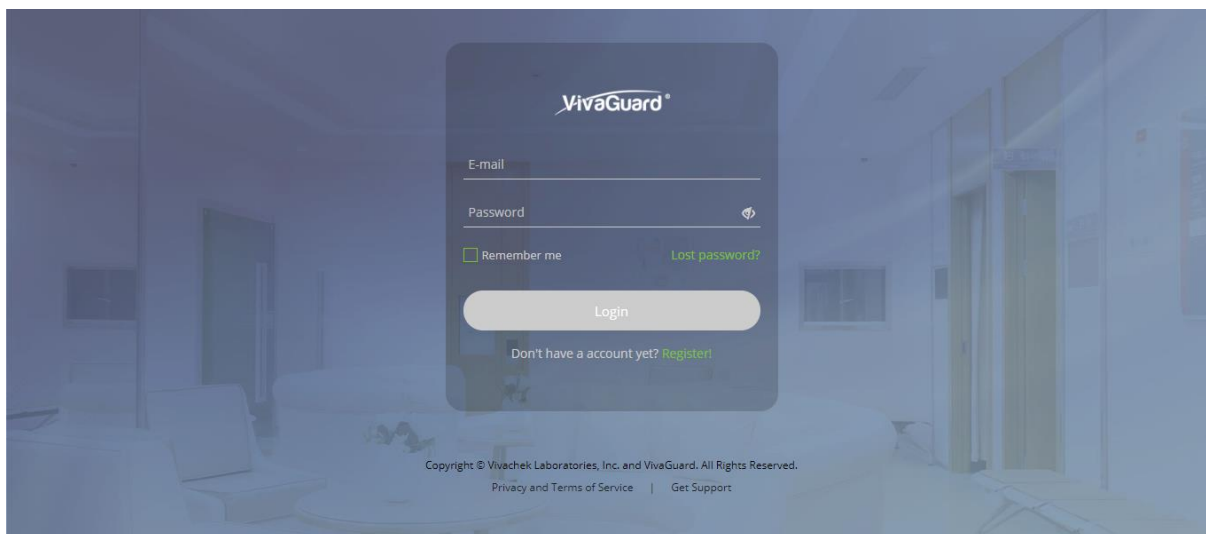 VivaGuard®
E-mail
Password
Remember me
Lost password?
Login
Don't have a account yet? Register!
Copyright © Vivachek Laboratories, Inc. and VivaGuard. All Rights Reserved.
Privacy and Terms of Service | Get Support